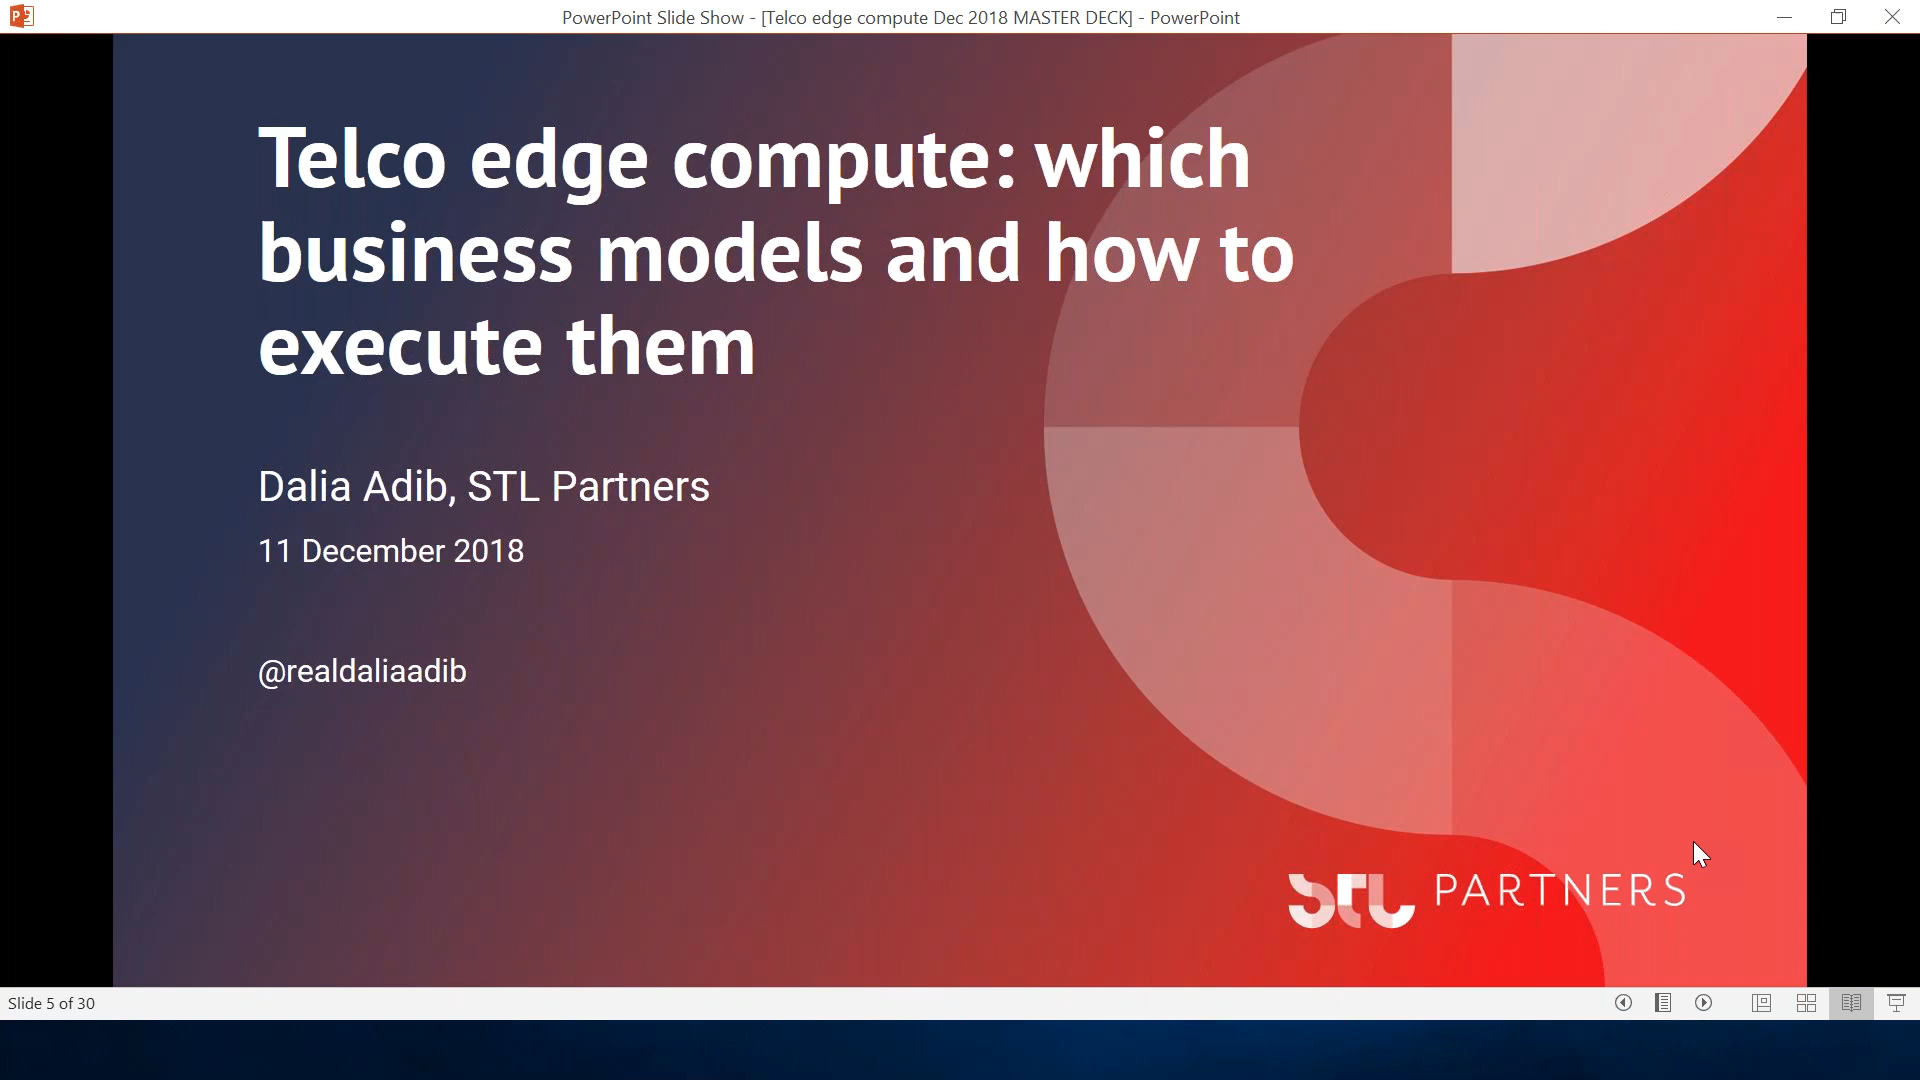 PowerPoint Slide Show - [Telco edge compute Dec 2018 MASTER DECK] - PowerPoint
Telco edge compute: which
business models and how to
execute them
Dalia Adib, STL Partners
11 December 2018
@realdaliaadib
STL PARTNERS
Slide 5 of 30